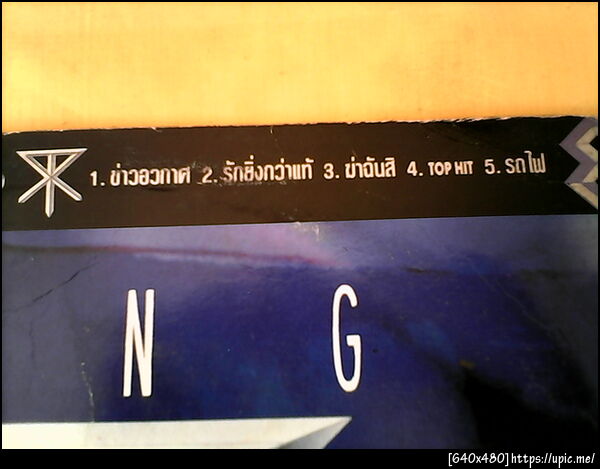 1. ข่าวอวกาศ 2. รักยิ่งกว่าแท้ 3. ฆ่าฉันสิ 4. TOP HIT 5. รถไฟ
N G
[640x480]https://upic.me/